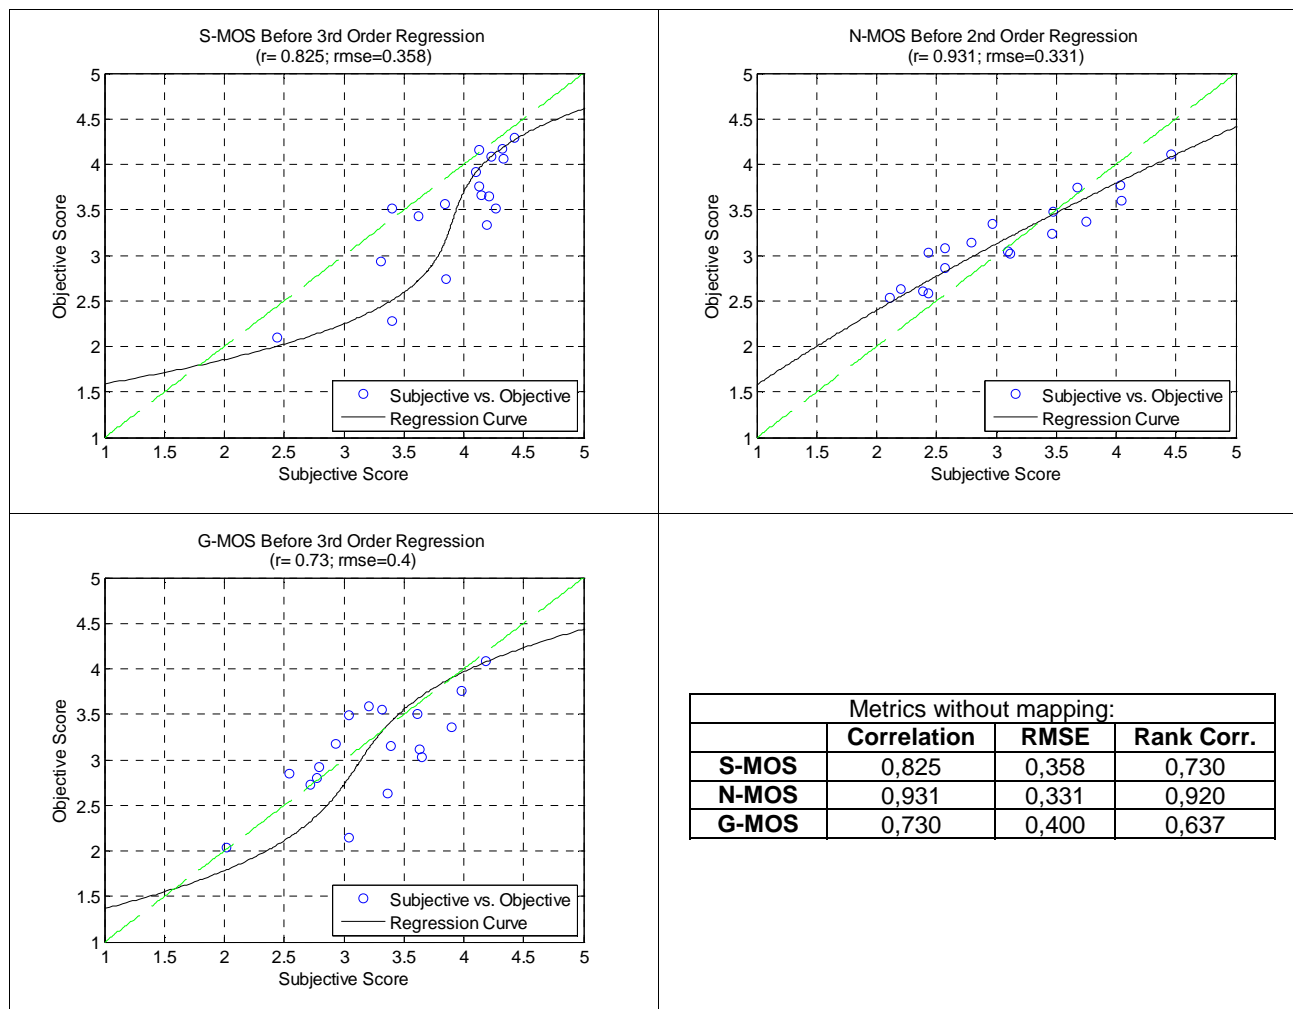 S-MOS Before 3rd Order Regression
(r= 0.825; rmse=0.358)
5
4.5
4
3.5
3
2.5
2
1.5
1
Objective Score
1 1.5 2 2.5 3 3.5 4 4.5 5
Subjective Score
Subjective vs. Objective
Regression Curve
N-MOS Before 2nd Order Regression
(r= 0.931; rmse=0.331)
5
4.5
4
3.5
3
2.5
2
1.5
1
Objective Score
1 1.5 2 2.5 3 3.5 4 4.5 5
Subjective Score
Subjective vs. Objective
Regression Curve
G-MOS Before 3rd Order Regression
(r= 0.73; rmse=0.4)
5
4.5
4
3.5
3
2.5
2
1.5
1
Objective Score
1 1.5 2 2.5 3 3.5 4 4.5 5
Subjective Score
Subjective vs. Objective
Regression Curve
Metrics without mapping:
Correlation RMSE Rank Corr.
S-MOS 0,825 0,358 0,730
N-MOS 0,931 0,331 0,920
G-MOS 0,730 0,400 0,637